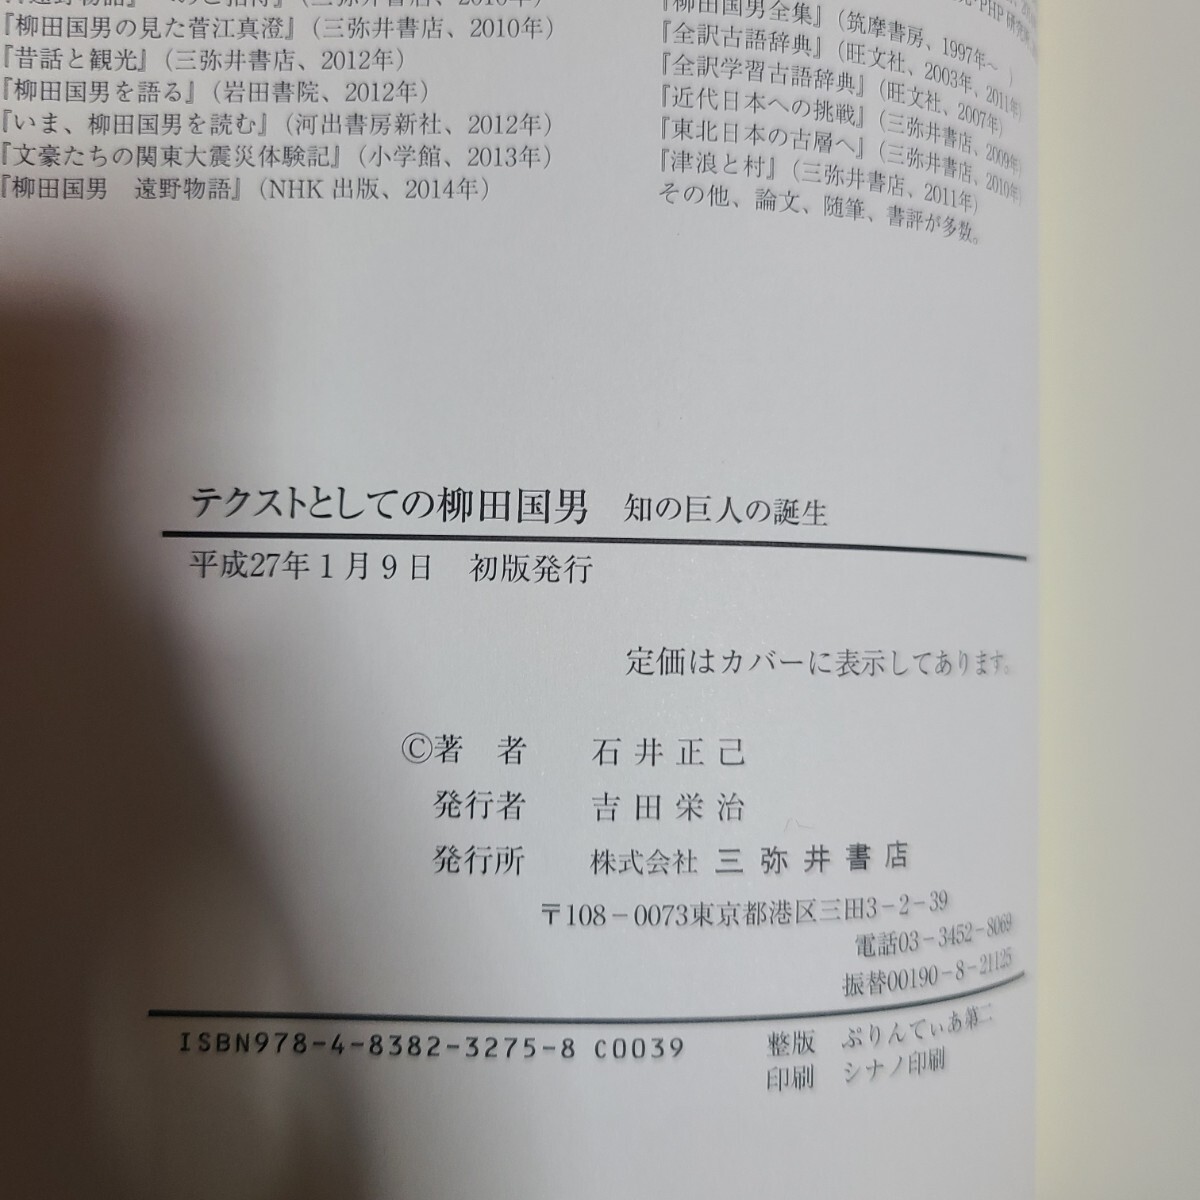 『柳田国男の見た菅江真澄』(三弥井書店、2010年)
『昔話と観光』(三弥井書店、2012年)
『柳田国男を語る』(岩田書院、2012年)
『いま、柳田国男を読む』(河出書房新社、2012年)
『文豪たちの関東大震災体験記』(小学館、2013年)
『柳田国男　遠野物語』(NHK 出版、2014年)
『柳田国男全集』(筑摩書房、1997年～　)
『全訳古語辞典』(旺文社、2003年、2011年)
『全訳学習古語辞典』(旺文社、2007年)
『近代日本への挑戦』(三弥井書店、2009年)
『東北日本の古層へ』(三弥井書店、2010年)
『津浪と村』(三弥井書店、2011年)
その他、論文、随筆、書評が多数。
テクストとしての柳田国男　知の巨人の誕生
平成27年1月9日　初版発行
定価はカバーに表示してあります。
Ⓒ著　者　石井正己
発行者　吉田栄治
発行所　株式会社 三弥井書店
〒108－0073東京都港区三田3－2－39
電話03－3452－8069
振替00190－8－21125
ISBN978-4-8382-3275-8 C0039
整版　ぷりんてぃあ第二
印刷　シナノ印刷